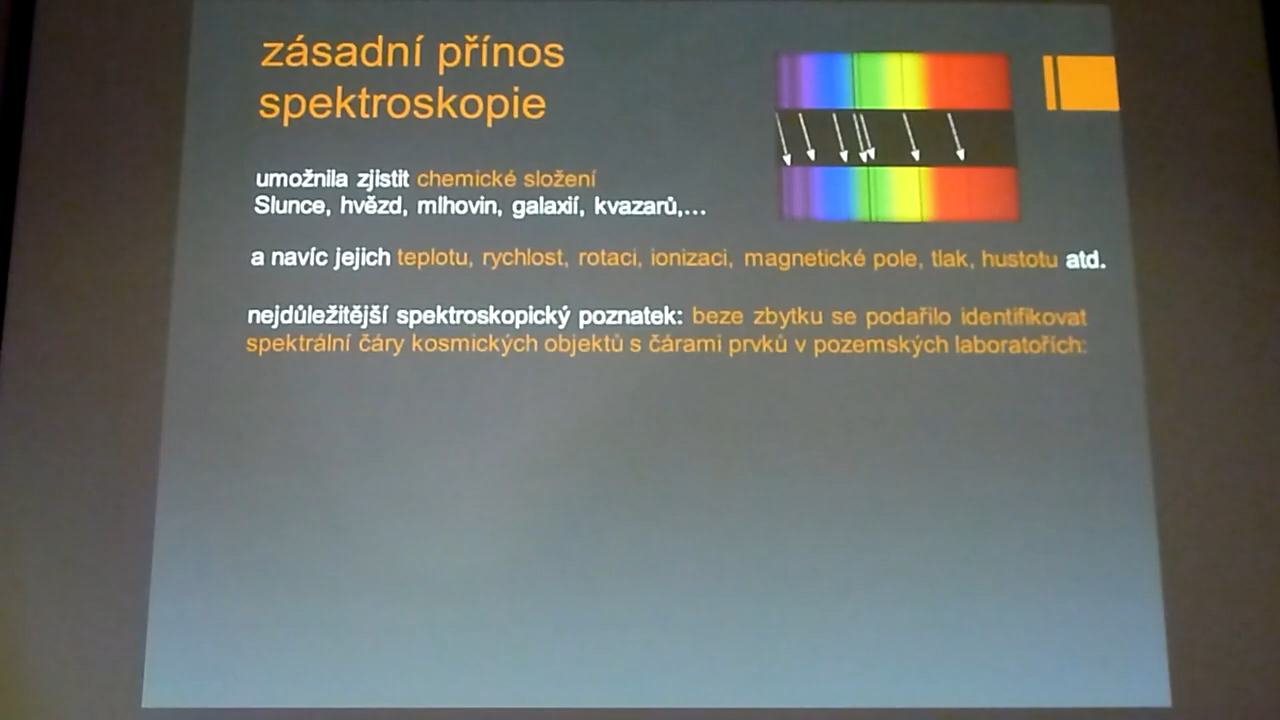 zásadní přínos
spektroskopie
umožnila zjistit chemické složení
Slunce, hvězd, mlhovin, galaxií, kvazarů,...
a navíc jejich teplotu, rychlost, rotaci, ionizaci, magnetické pole, tlak, hustotu atd.
nejdůležitější spektroskopický poznatek: beze zbytku se podařilo identifikovat
spektrální čáry kosmických objektů s čárami prvků v pozemských laboratořích: